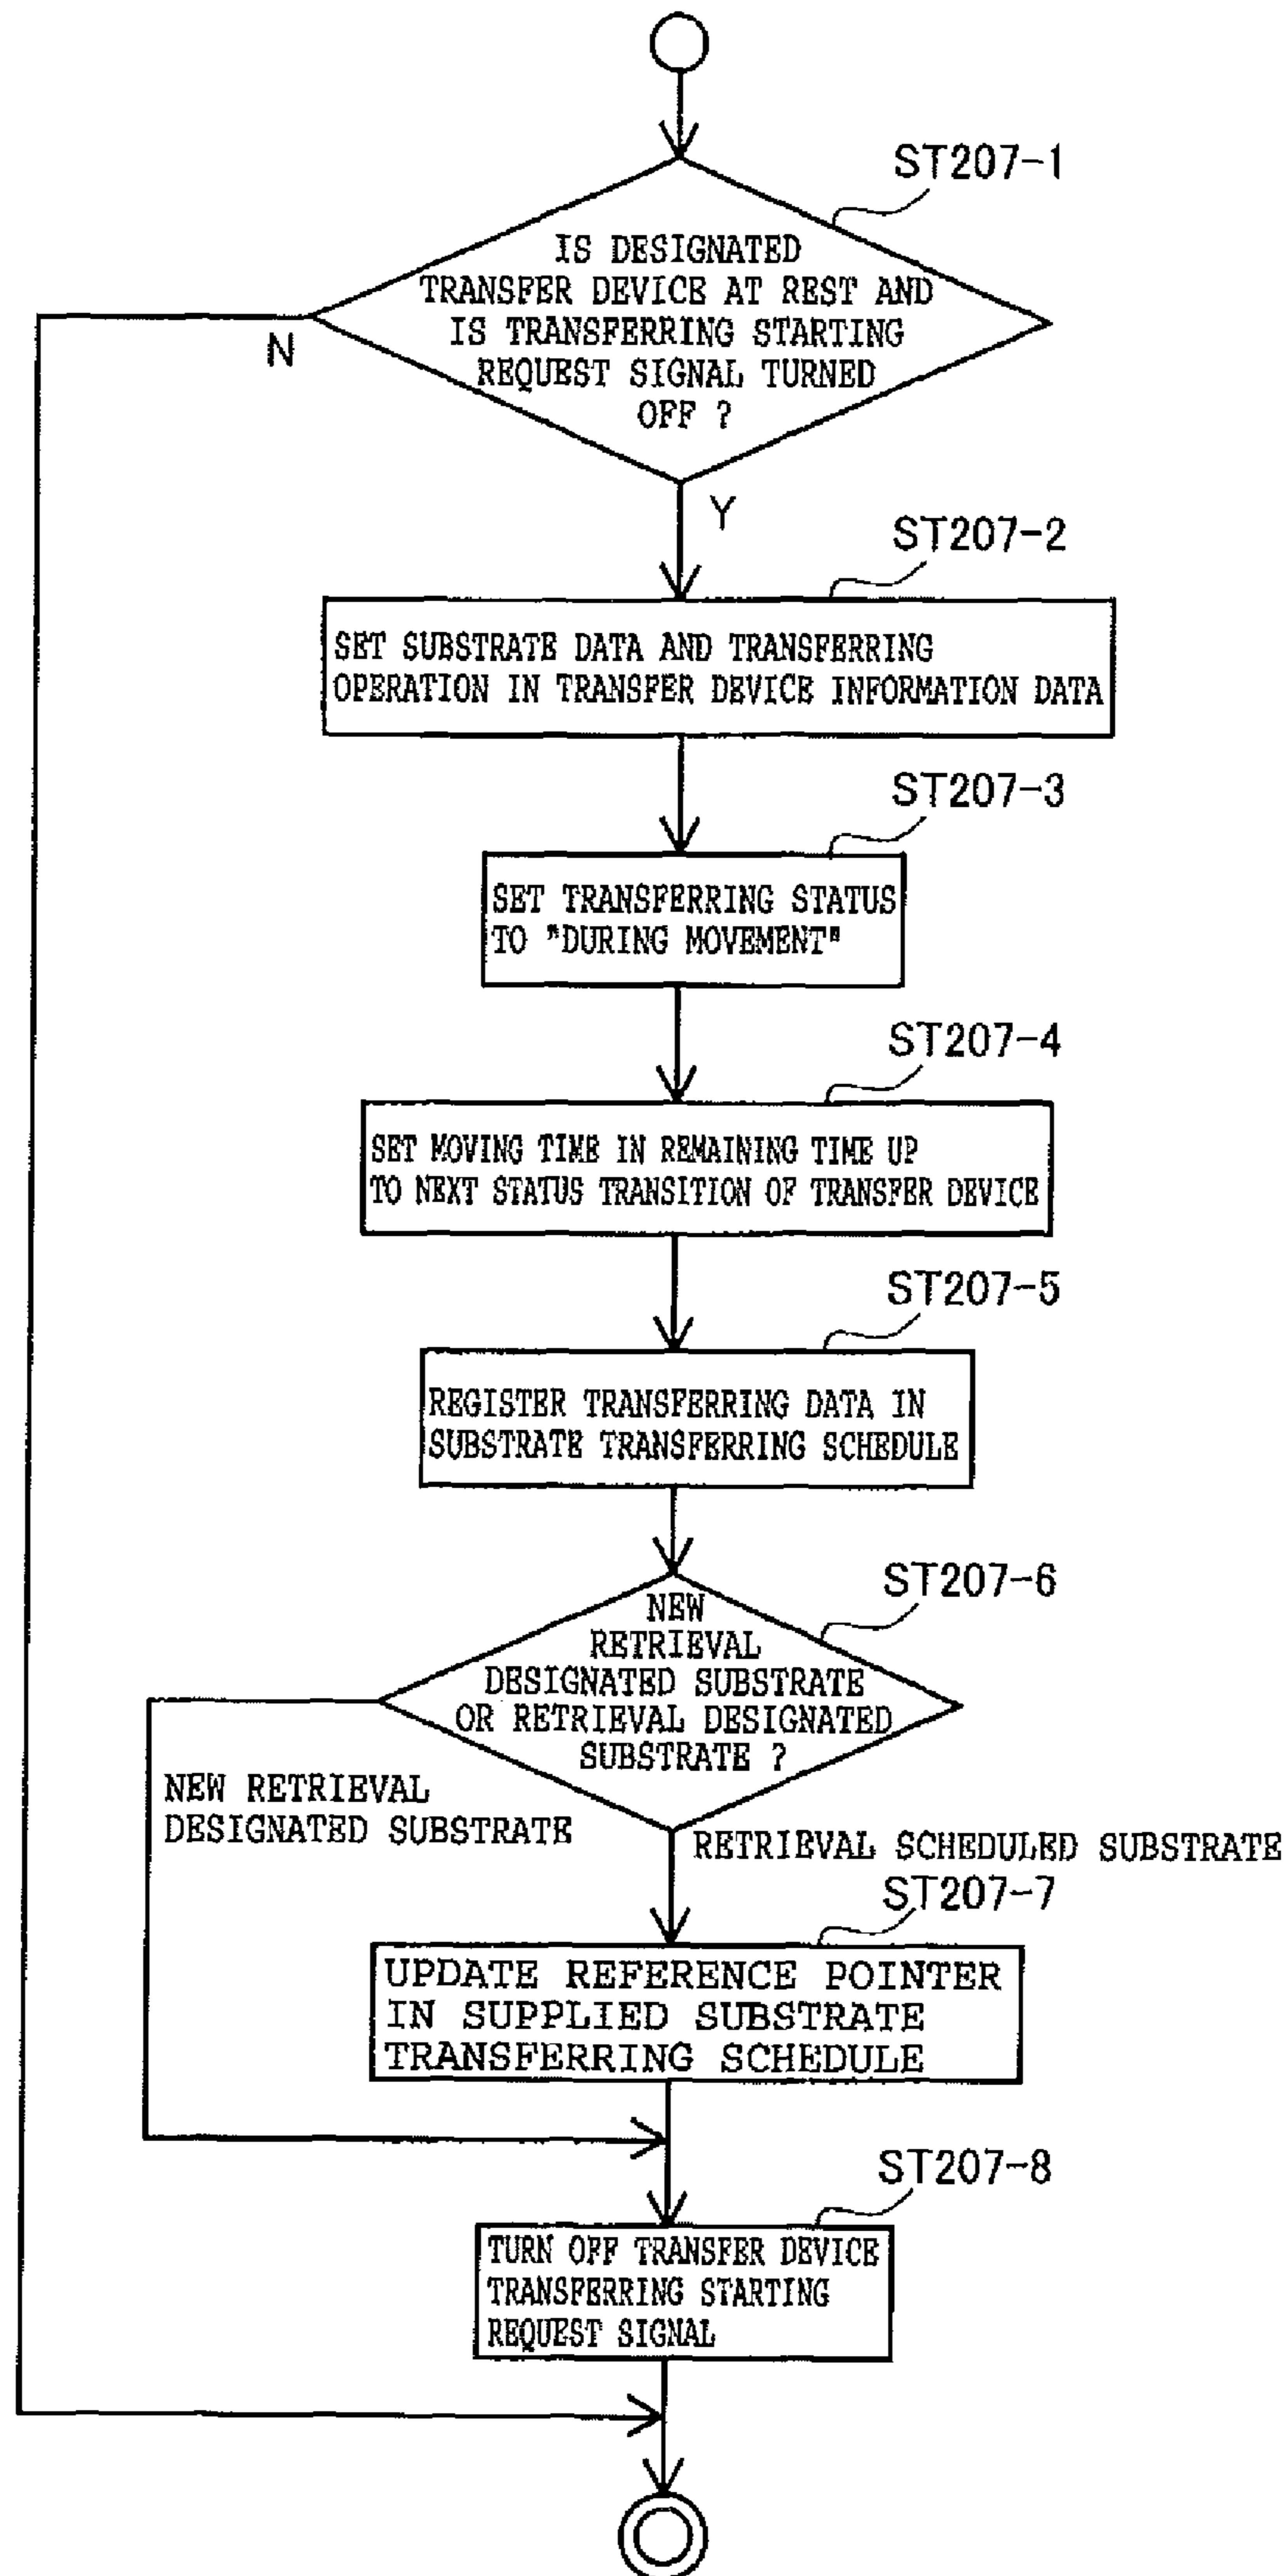 ST207-1
IS DESIGNATED
TRANSFER DEVICE AT REST AND
IS TRANSFERRING STARTING
REQUEST SIGNAL TURNED
OFF ?
N
Y
ST207-2
SET SUBSTRATE DATA AND TRANSFERRING
OPERATION IN TRANSFER DEVICE INFORMATION DATA
ST207-3
SET TRANSFERRING STATUS
TO "DURING MOVEMENT"
ST207-4
SET MOVING TIME IN REMAINING TIME UP
TO NEXT STATUS TRANSITION OF TRANSFER DEVICE
ST207-5
REGISTER TRANSFERRING DATA IN
SUBSTRATE TRANSFERRING SCHEDULE
ST207-6
NEW
RETRIEVAL
DESIGNATED SUBSTRATE
OR RETRIEVAL DESIGNATED
SUBSTRATE ?
NEW RETRIEVAL
DESIGNATED SUBSTRATE
RETRIEVAL SCHEDULED SUBSTRATE
ST207-7
UPDATE REFERENCE POINTER
IN SUPPLIED SUBSTRATE
TRANSFERRING SCHEDULE
ST207-8
TURN OFF TRANSFER DEVICE
TRANSFERRING STARTING
REQUEST SIGNAL